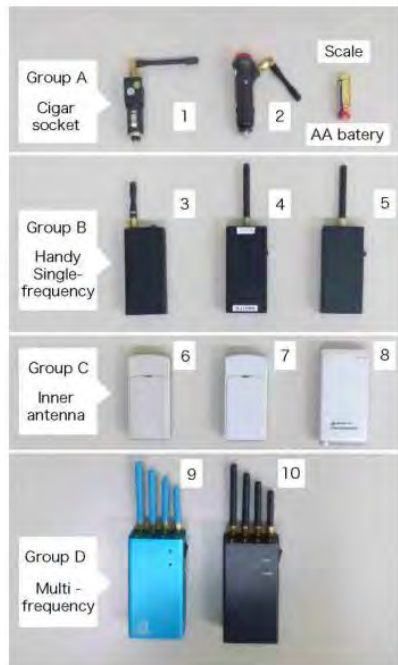 Group A
Cigar
socket
1
2
Scale
AA batery
Group B
Handy
Single-
frequency
3
4
5
Group C
Inner
antenna
6
7
8
Group D
Multi -
frequency
9
10